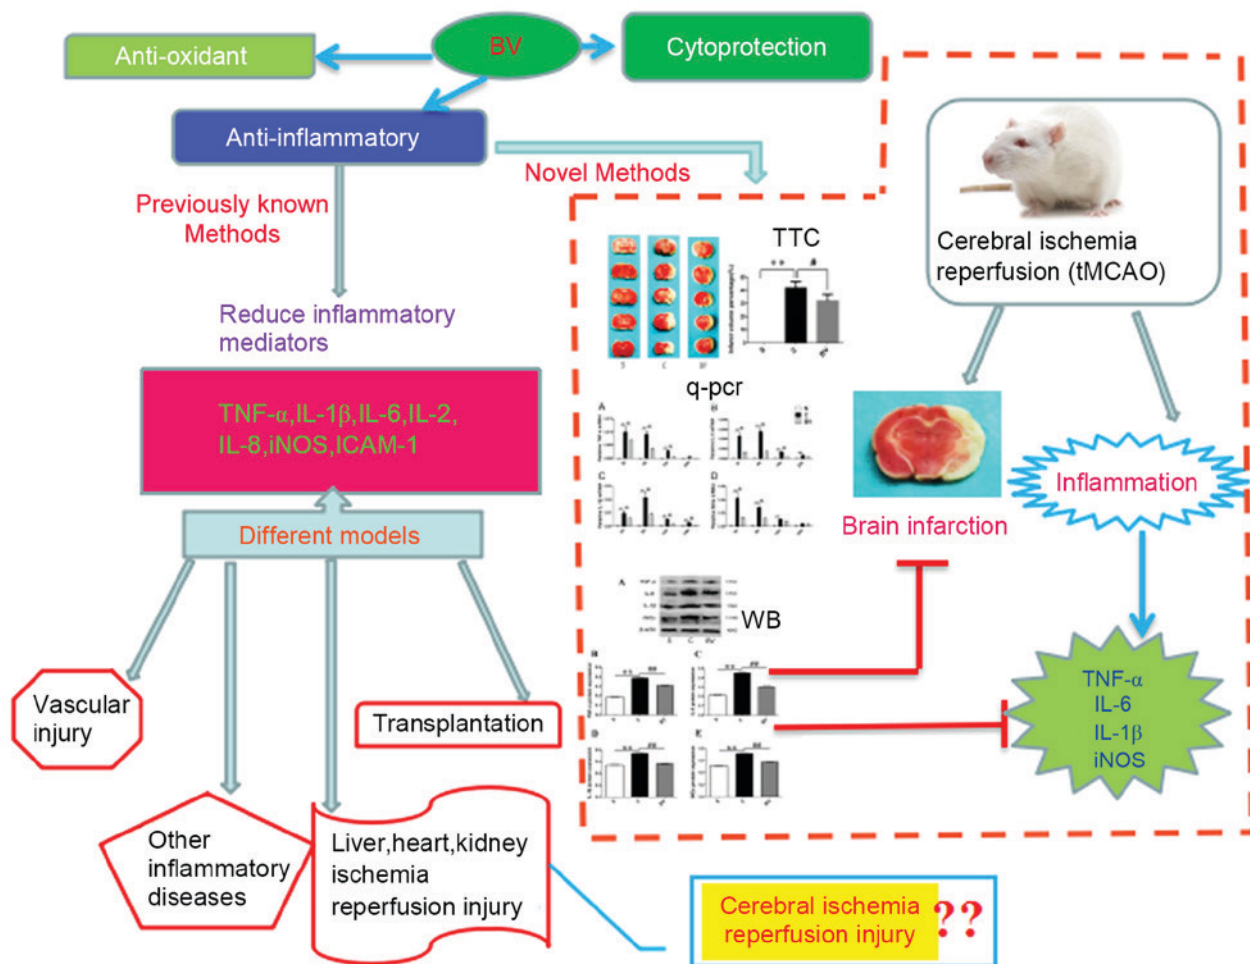 BV
Anti-oxidant
Cytoprotection
Anti-inflammatory
Novel Methods
Previously known
Methods
Reduce inflammatory
mediators
TNF-α,IL-1β,IL-6,IL-2,
IL-8,iNOS,ICAM-1
Different models
Vascular
injury
Transplantation
Other
inflammatory
diseases
Liver,heart,kidney
ischemia
reperfusion injury
Cerebral ischemia
reperfusion injury
??
TTC
q-pcr
A
B
C
D
A
WB
B
C
D
E
Cerebral ischemia
reperfusion (tMCAO)
Brain infarction
Inflammation
TNF-α
IL-6
IL-1β
iNOS